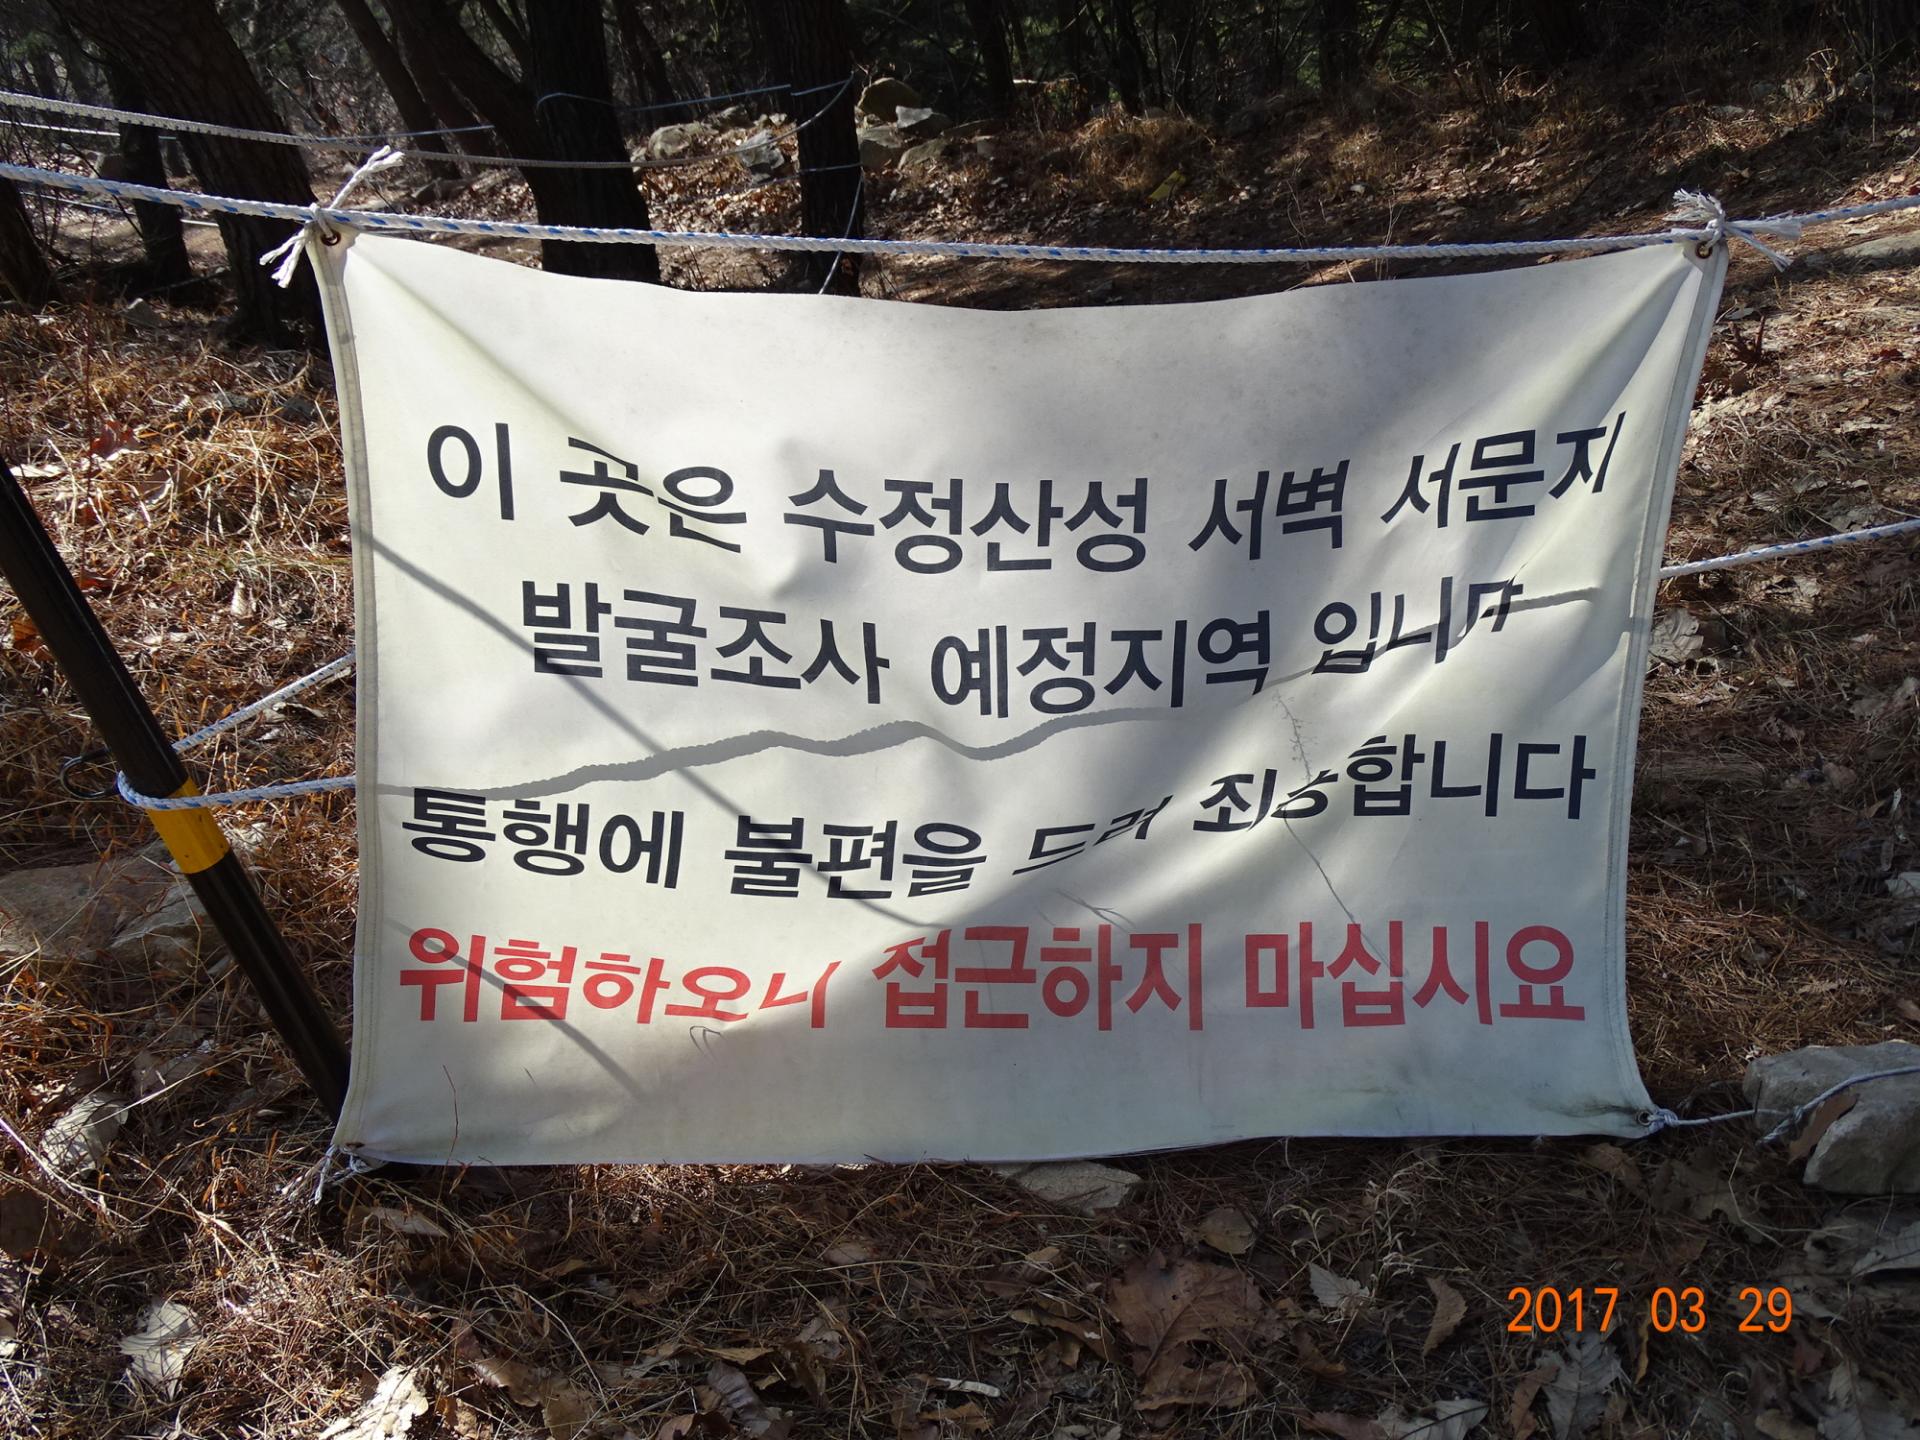 이 곳은 수정산성 서벽 서문지
발굴조사 예정지역 입니다
통행에 불편을 드려 죄송합니다
위험하오니 접근하지 마십시요
2017 03 29